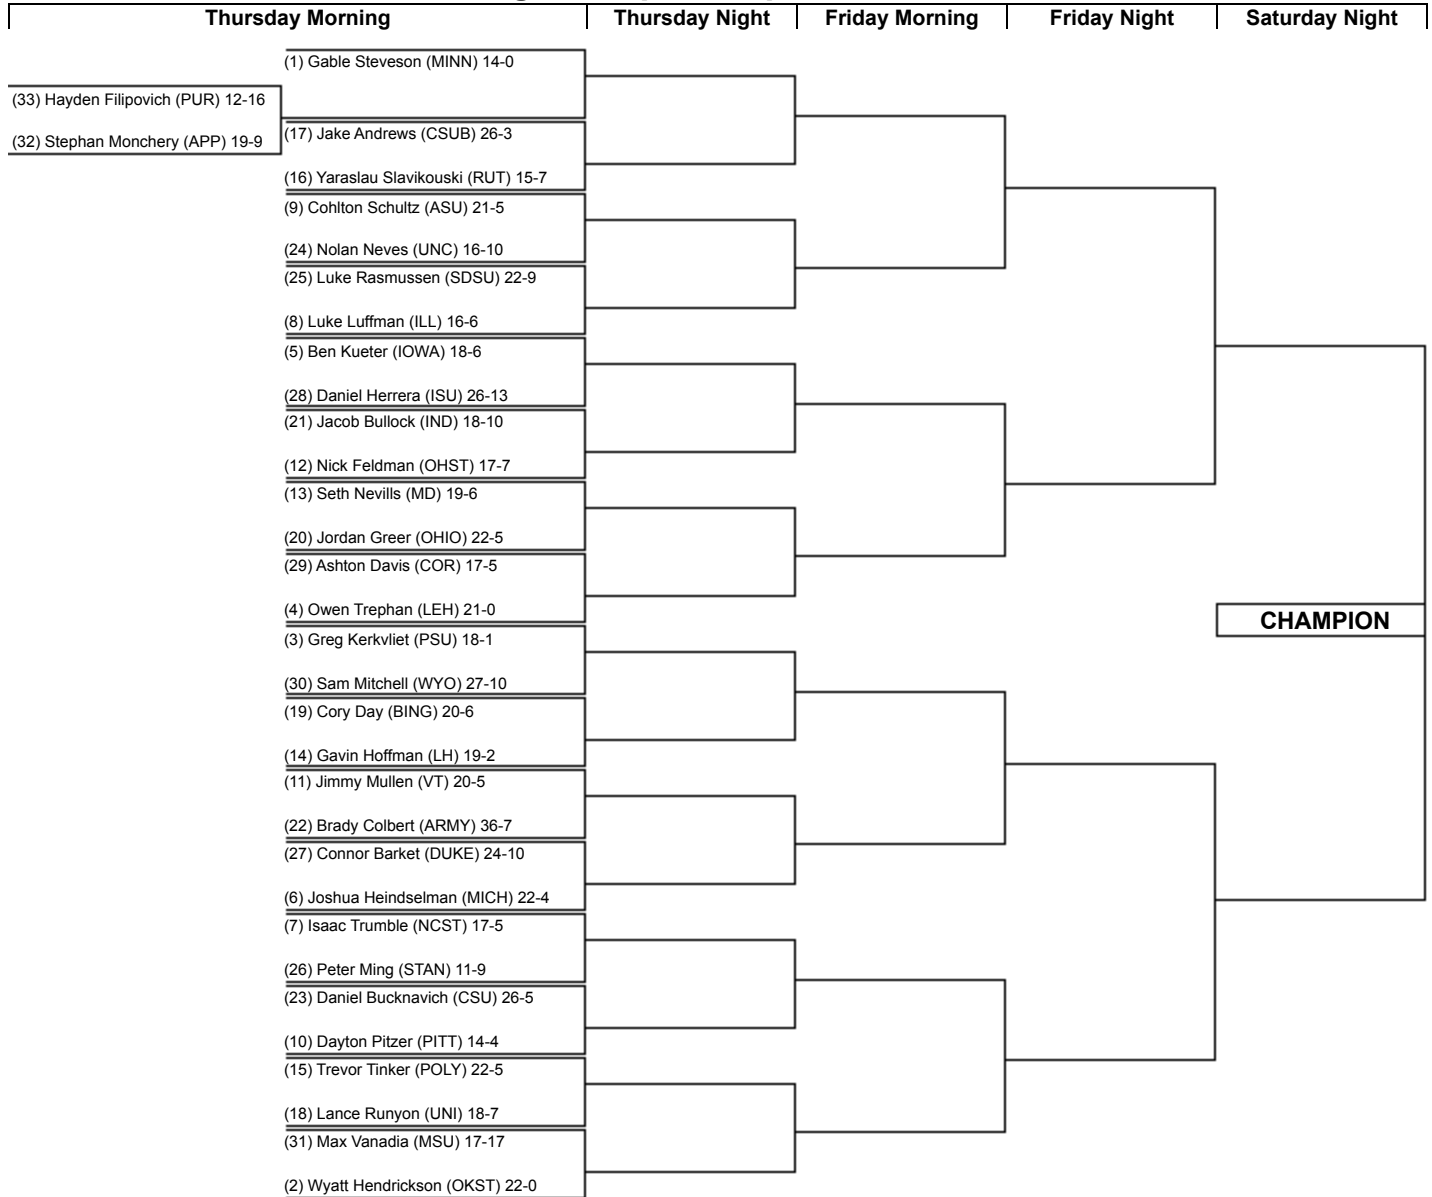 Thursday Morning Thursday Night Friday Morning Friday Night Saturday Night
(1) Gable Steveson (MINN) 14-0
(33) Hayden Filipovich (PUR) 12-16
(32) Stephan Monchery (APP) 19-9
(17) Jake Andrews (CSUB) 26-3
(16) Yaraslau Slavikouski (RUT) 15-7
(9) Cohlton Schultz (ASU) 21-5
(24) Nolan Neves (UNC) 16-10
(25) Luke Rasmussen (SDSU) 22-9
(8) Luke Luffman (ILL) 16-6
(5) Ben Kueter (IOWA) 18-6
(28) Daniel Herrera (ISU) 26-13
(21) Jacob Bullock (IND) 18-10
(12) Nick Feldman (OHST) 17-7
(13) Seth Nevills (MD) 19-6
(20) Jordan Greer (OHIO) 22-5
(29) Ashton Davis (COR) 17-5
(4) Owen Trephan (LEH) 21-0
(3) Greg Kerkvliet (PSU) 18-1
(30) Sam Mitchell (WYO) 27-10
(19) Cory Day (BING) 20-6
(14) Gavin Hoffman (LH) 19-2
(11) Jimmy Mullen (VT) 20-5
(22) Brady Colbert (ARMY) 36-7
(27) Connor Barket (DUKE) 24-10
(6) Joshua Heindselman (MICH) 22-4
(7) Isaac Trumble (NCST) 17-5
(26) Peter Ming (STAN) 11-9
(23) Daniel Bucknavich (CSU) 26-5
(10) Dayton Pitzer (PITT) 14-4
(15) Trevor Tinker (POLY) 22-5
(18) Lance Runyon (UNI) 18-7
(31) Max Vanadia (MSU) 17-17
(2) Wyatt Hendrickson (OKST) 22-0
CHAMPION